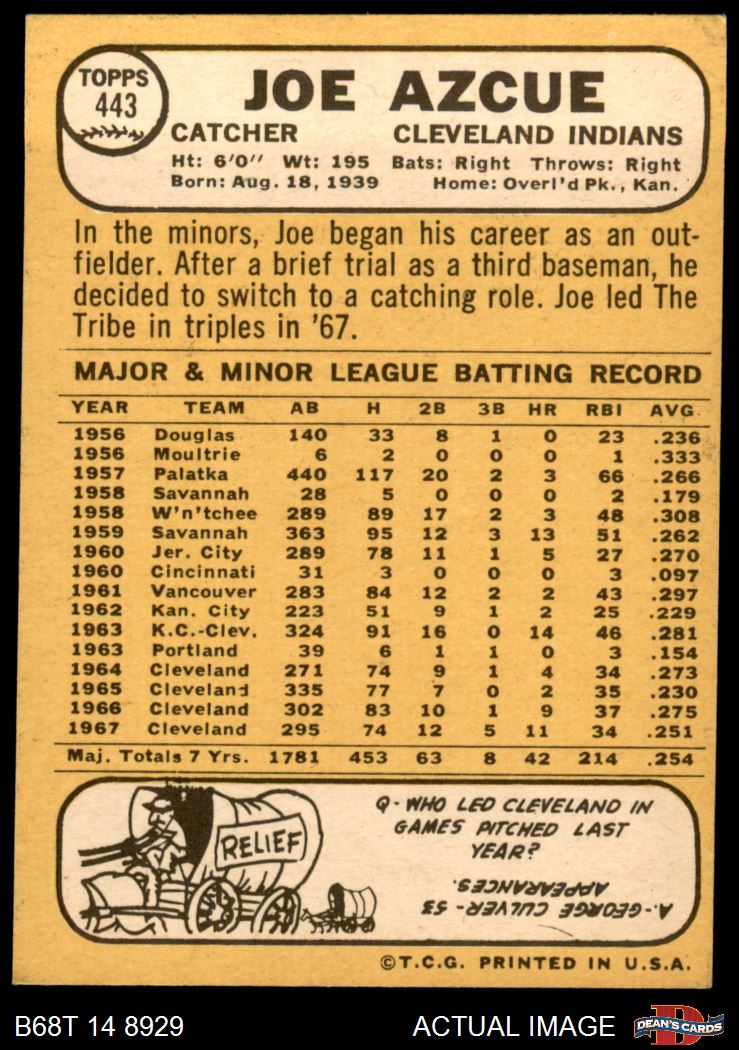 TOPPS
443
JOE AZCUE
CATCHER CLEVELAND INDIANS
Ht: 6'0" Wt: 195 Bats: Right Throws: Right
Born: Aug. 18, 1939 Home: Overl'd Pk., Kan.
In the minors, Joe began his career as an out-
fielder. After a brief trial as a third baseman, he
decided to switch to a catching role. Joe led The
Tribe in triples in '67.
MAJOR & MINOR LEAGUE BATTING RECORD
YEAR TEAM AB H 2B 3B HR RBI AVG.
1956 Douglas 140 33 8 1 0 23 .236
1956 Moultrie 6 2 0 0 0 1 .333
1957 Palatka 440 117 20 2 3 66 .266
1958 Savannah 28 5 0 0 0 2 .179
1958 W'n'tchee 289 89 17 2 3 48 .308
1959 Savannah 363 95 12 3 13 51 .262
1960 Jer. City 289 78 11 1 5 27 .270
1960 Cincinnati 31 3 0 0 0 3 .097
1961 Vancouver 283 84 12 2 2 43 .297
1962 Kan. City 223 51 9 1 2 25 .229
1963 K.C.-Clev. 324 91 16 0 14 46 .281
1963 Portland 39 6 1 1 0 3 .154
1964 Cleveland 271 74 9 1 4 34 .273
1965 Cleveland 335 77 7 0 2 35 .230
1966 Cleveland 302 83 10 1 9 37 .275
1967 Cleveland 295 74 12 5 11 34 .251
Maj. Totals 7 Yrs. 1781 453 63 8 42 214 .254
RELIEF
Q-WHO LED CLEVELAND IN
GAMES PITCHED LAST
YEAR?
A-GEORGE CULVER-53
APPEARANCES.
©T.C.G. PRINTED IN U.S.A.
B68T 14 8929 ACTUAL IMAGE
D
DEAN'S CARDS